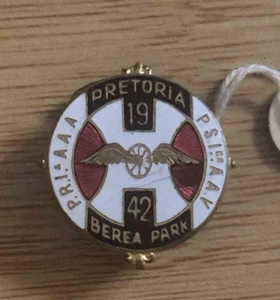 PRETORIA
19
P.R.I. A.A.A
42
BEREA PARK